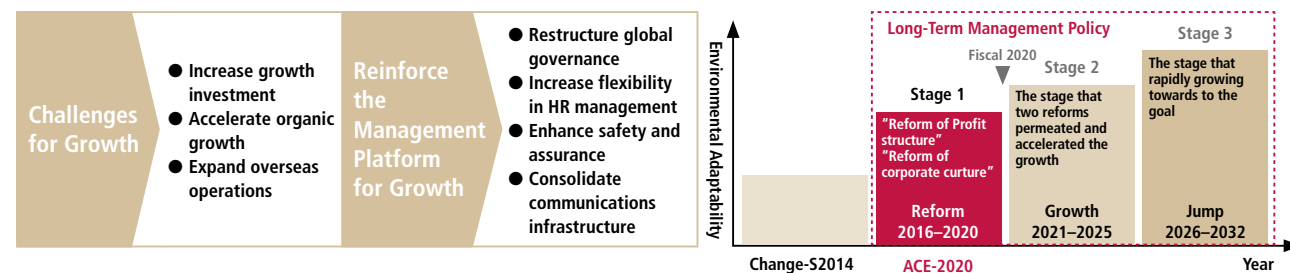 Challenges
for Growth
● Increase growth
investment
● Accelerate organic
growth
● Expand overseas
operations
Reinforce
the
Management
Platform
for Growth
● Restructure global
governance
● Increase flexibility
in HR management
● Enhance safety and
assurance
● Consolidate
communications
infrastructure
Environmental Adaptability
Long-Term Management Policy
Fiscal 2020
Stage 1
"Reform of Profit
structure"
"Reform of
corporate curture"
Reform
2016–2020
Stage 2
The stage that
two reforms
permeated and
accelerated the
growth
Growth
2021–2025
Stage 3
The stage that
rapidly growing
towards to the
goal
Jump
2026–2032
Change-S2014
ACE-2020
Year